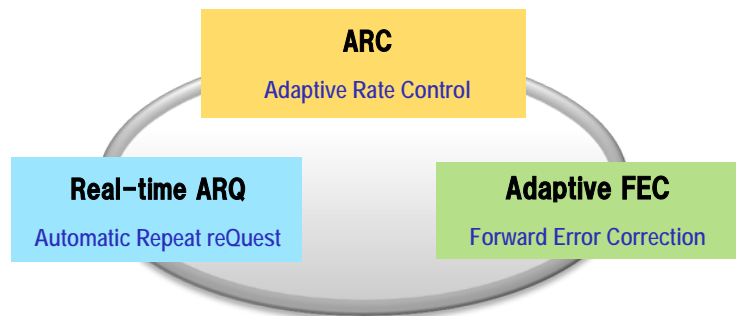 ARC
Adaptive Rate Control
Real-time ARQ
Automatic Repeat reQuest
Adaptive FEC
Forward Error Correction